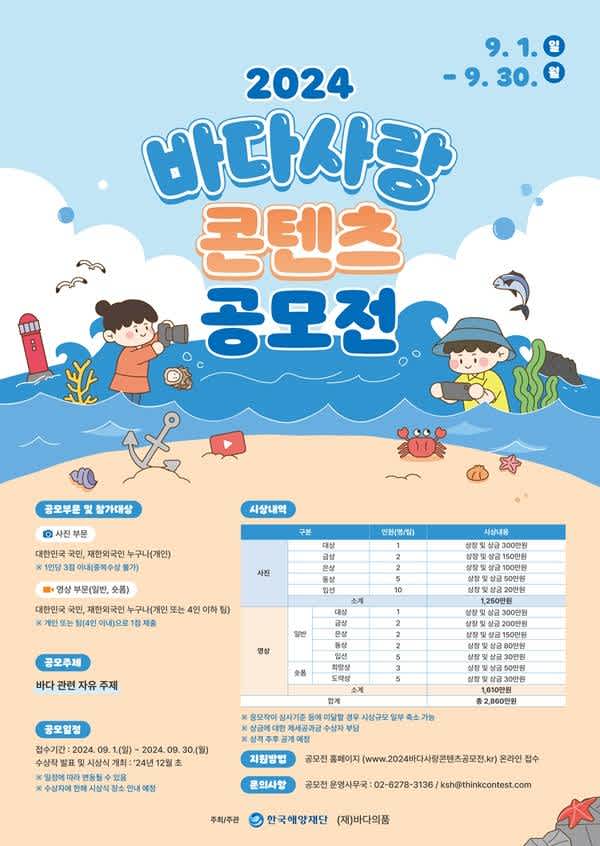 9. 1. 일
- 9. 30. 월
2024
바다사랑
콘텐츠
공모전
공모부문 및 참가대상
사진 부문
대한민국 국민, 재한외국인 누구나(개인)
※ 1인당 3점 이내(중복수상 불가)
영상 부문(일반, 숏폼)
대한민국 국민, 재한외국인 누구나(개인 또는 4인 이하 팀)
※ 개인 또는 팀(4인 이내)으로 1점 제출
공모주제
바다 관련 자유 주제
공모일정
접수기간 : 2024. 09. 1.(일) ~ 2024. 09. 30.(월)
수상작 발표 및 시상식 개최 : '24년 12월 초
※ 일정에 따라 변동될 수 있음
※ 수상자에 한해 시상식 장소 안내 예정
시상내역
구분 인원(명/팀) 시상내용
사진 대상 1 상장 및 상금 300만원
금상 2 상장 및 상금 150만원
은상 2 상장 및 상금 100만원
동상 5 상장 및 상금 50만원
입선 10 상장 및 상금 20만원
소계 1,250만원
영상 일반 대상 1 상장 및 상금 300만원
금상 2 상장 및 상금 200만원
은상 2 상장 및 상금 150만원
동상 2 상장 및 상금 80만원
입선 5 상장 및 상금 30만원
숏폼 희망상 3 상장 및 상금 50만원
도약상 5 상장 및 상금 30만원
소계 1,610만원
합계 총 2,860만원
※ 응모작이 심사기준 등에 미달할 경우 시상규모 일부 축소 가능
※ 상금에 대한 제세공과금 수상자 부담
※ 상격 추후 공개 예정
지원방법 공모전 홈페이지 (www.2024바다사랑콘텐츠공모전.kr) 온라인 접수
문의사항 공모전 운영사무국 : 02-6278-3136 / ksh@thinkcontest.com
주최/주관 한국해양재단 (재)바다의품